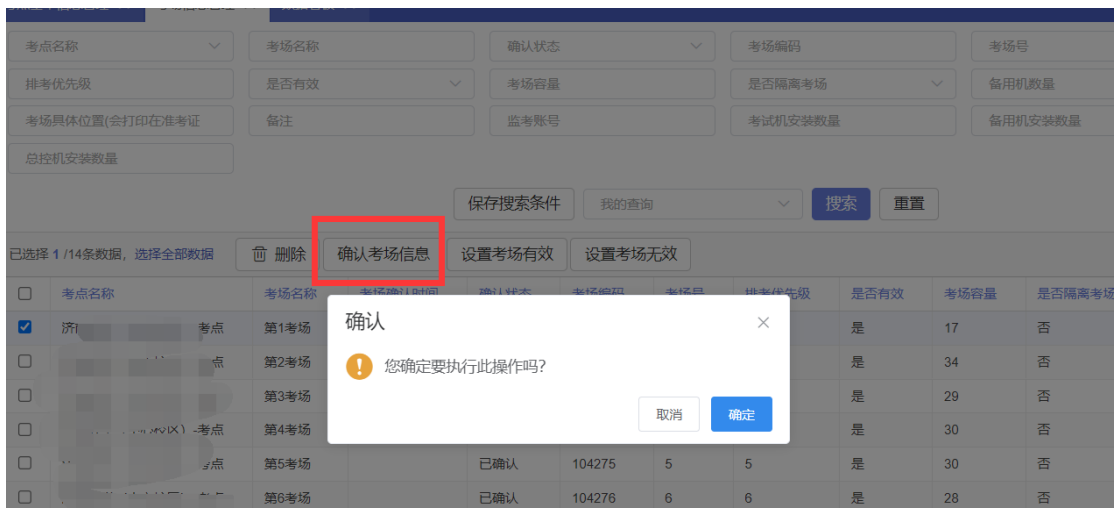 考点名称 考场名称 确认状态 考场编码 考场号
排考优先级 是否有效 考场容量 是否隔离考场 备用机数量
考场具体位置(会打印在准考证 备注 监考账号 考试机安装数量 备用机安装数量
总控机安装数量
保存搜索条件 我的查询 搜索 重置
已选择 1 /14条数据, 选择全部数据 删除 确认考场信息 设置考场有效 设置考场无效
考点名称 考场名称 考场确认时间 确认状态 考场编码 考场号 排考优先级 是否有效 考场容量 是否隔离考场
考点 第1考场 是 17 否
点 第2考场 是 34 否
第3考场 是 29 否
考点 第4考场 是 30 否
考点 第5考场 已确认 104275 5 5 是 30 否
第6考场 已确认 104276 6 6 是 28 否
确认
您确定要执行此操作吗?
取消 确定